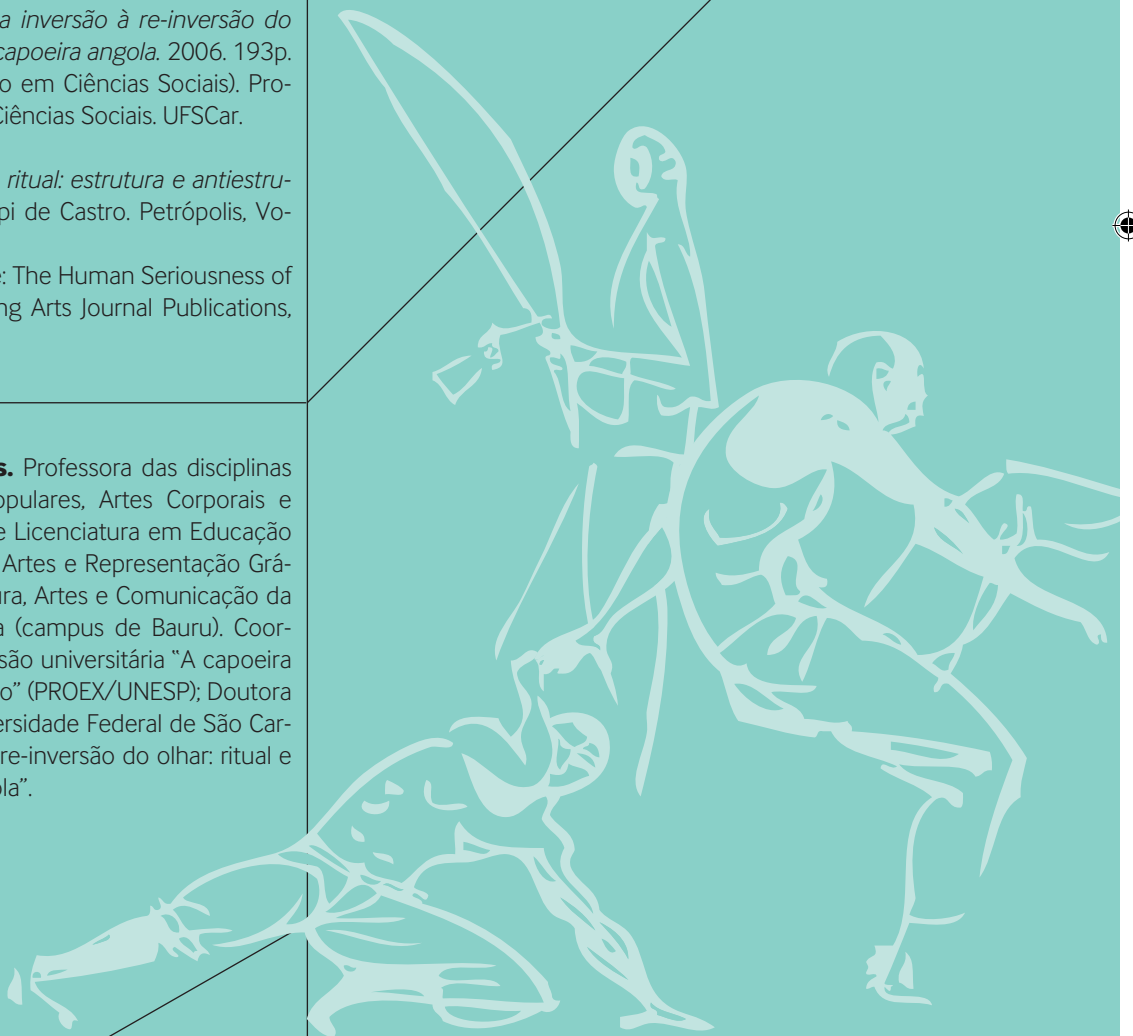 a inversão à re-inversão do
capoeira angola. 2006. 193p.
o em Ciências Sociais). Pro-
Ciências Sociais. UFSCar.
ritual: estrutura e antiestru-
pi de Castro. Petrópolis, Vo-
e: The Human Seriousness of
ng Arts Journal Publications,
s. Professora das disciplinas
opulares, Artes Corporais e
e Licenciatura em Educação
Artes e Representação Grá-
ura, Artes e Comunicação da
a (campus de Bauru). Coor-
são universitária “A capoeira
o” (PROEX/UNESP); Doutora
ersidade Federal de São Car-
re-inversão do olhar: ritual e
ola”.